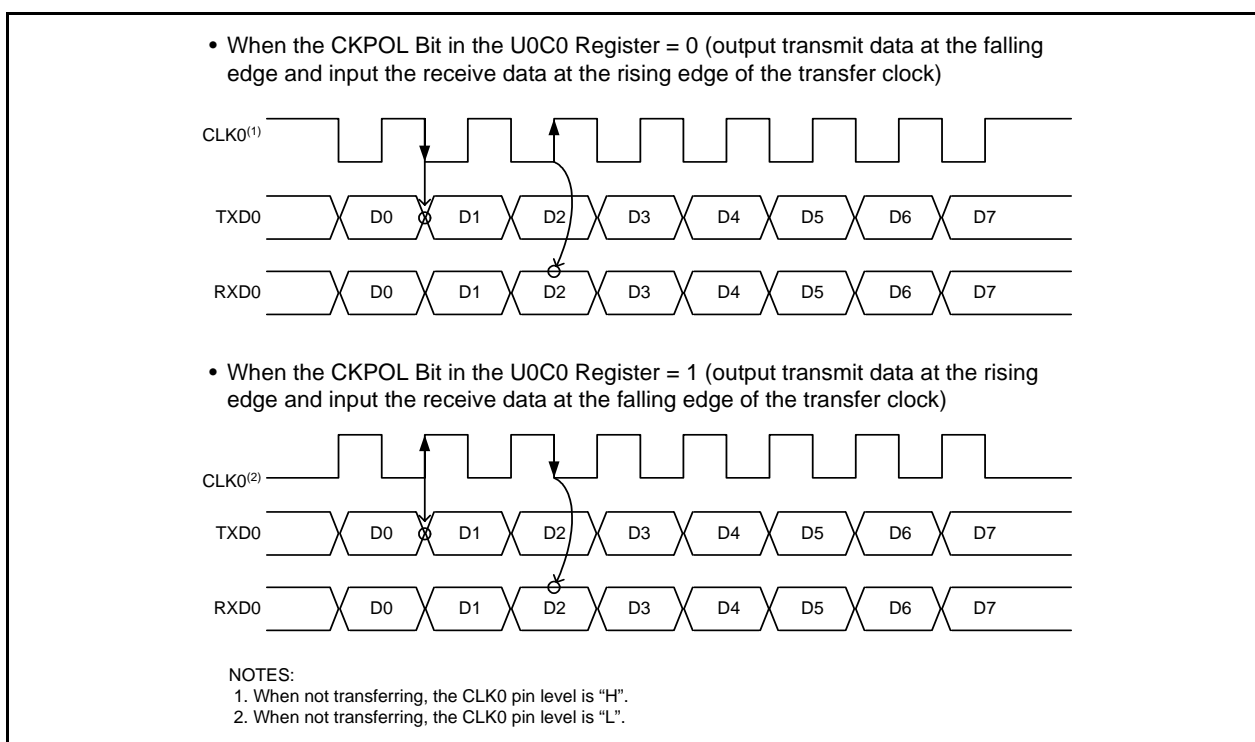 • When the CKPOL Bit in the U0C0 Register = 0 (output transmit data at the falling
edge and input the receive data at the rising edge of the transfer clock)
CLK0(1)
TXD0 D0 D1 D2 D3 D4 D5 D6 D7
RXD0 D0 D1 D2 D3 D4 D5 D6 D7
• When the CKPOL Bit in the U0C0 Register = 1 (output transmit data at the rising
edge and input the receive data at the falling edge of the transfer clock)
CLK0(2)
TXD0 D0 D1 D2 D3 D4 D5 D6 D7
RXD0 D0 D1 D2 D3 D4 D5 D6 D7
NOTES:
1. When not transferring, the CLK0 pin level is “H”.
2. When not transferring, the CLK0 pin level is “L”.